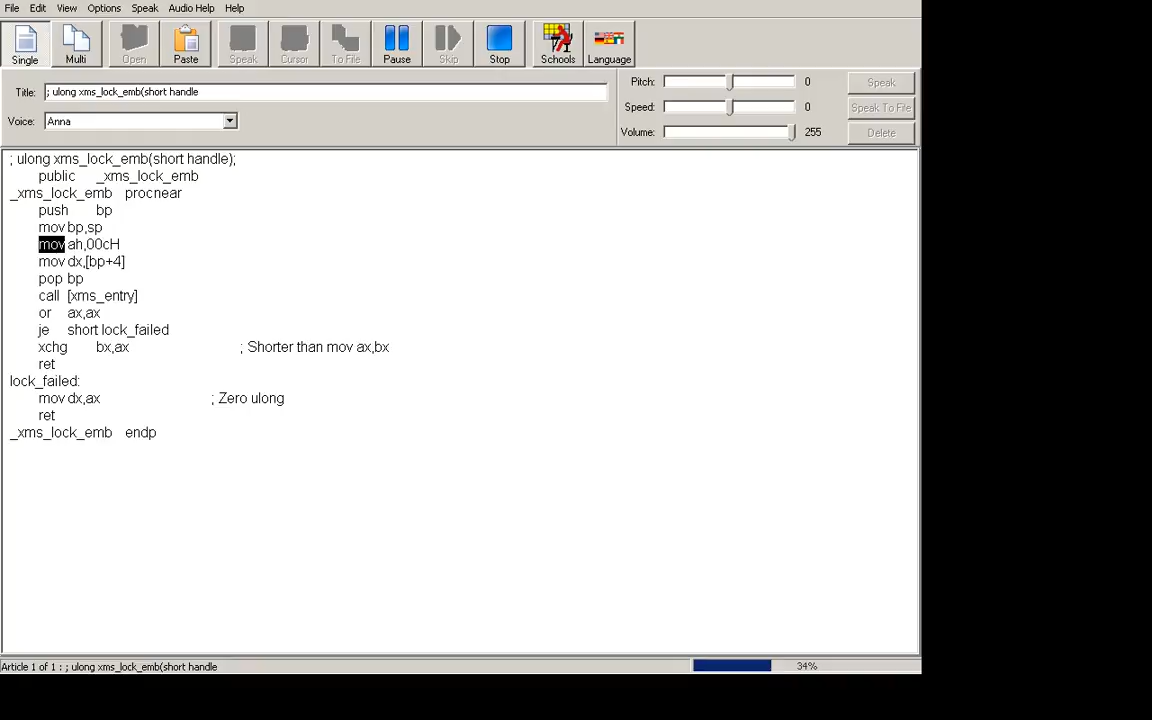 File Edit View Options Speak Audio Help Help
Single Multi Open Paste Speak Cursor To File Pause Skip Stop Schools Language
Title: ; ulong xms_lock_emb(short handle
Voice: Anna
Pitch: 0 Speak
Speed: 0 Speak To File
Volume: 255 Delete
; ulong xms_lock_emb(short handle);
public _xms_lock_emb
_xms_lock_emb procnear
push bp
mov bp,sp
mov ah,00cH
mov dx,[bp+4]
pop bp
call [xms_entry]
or ax,ax
je short lock_failed
xchg bx,ax ; Shorter than mov ax,bx
ret
lock_failed:
mov dx,ax ; Zero ulong
ret
_xms_lock_emb endp
Article 1 of 1 : ; ulong xms_lock_emb(short handle 34%